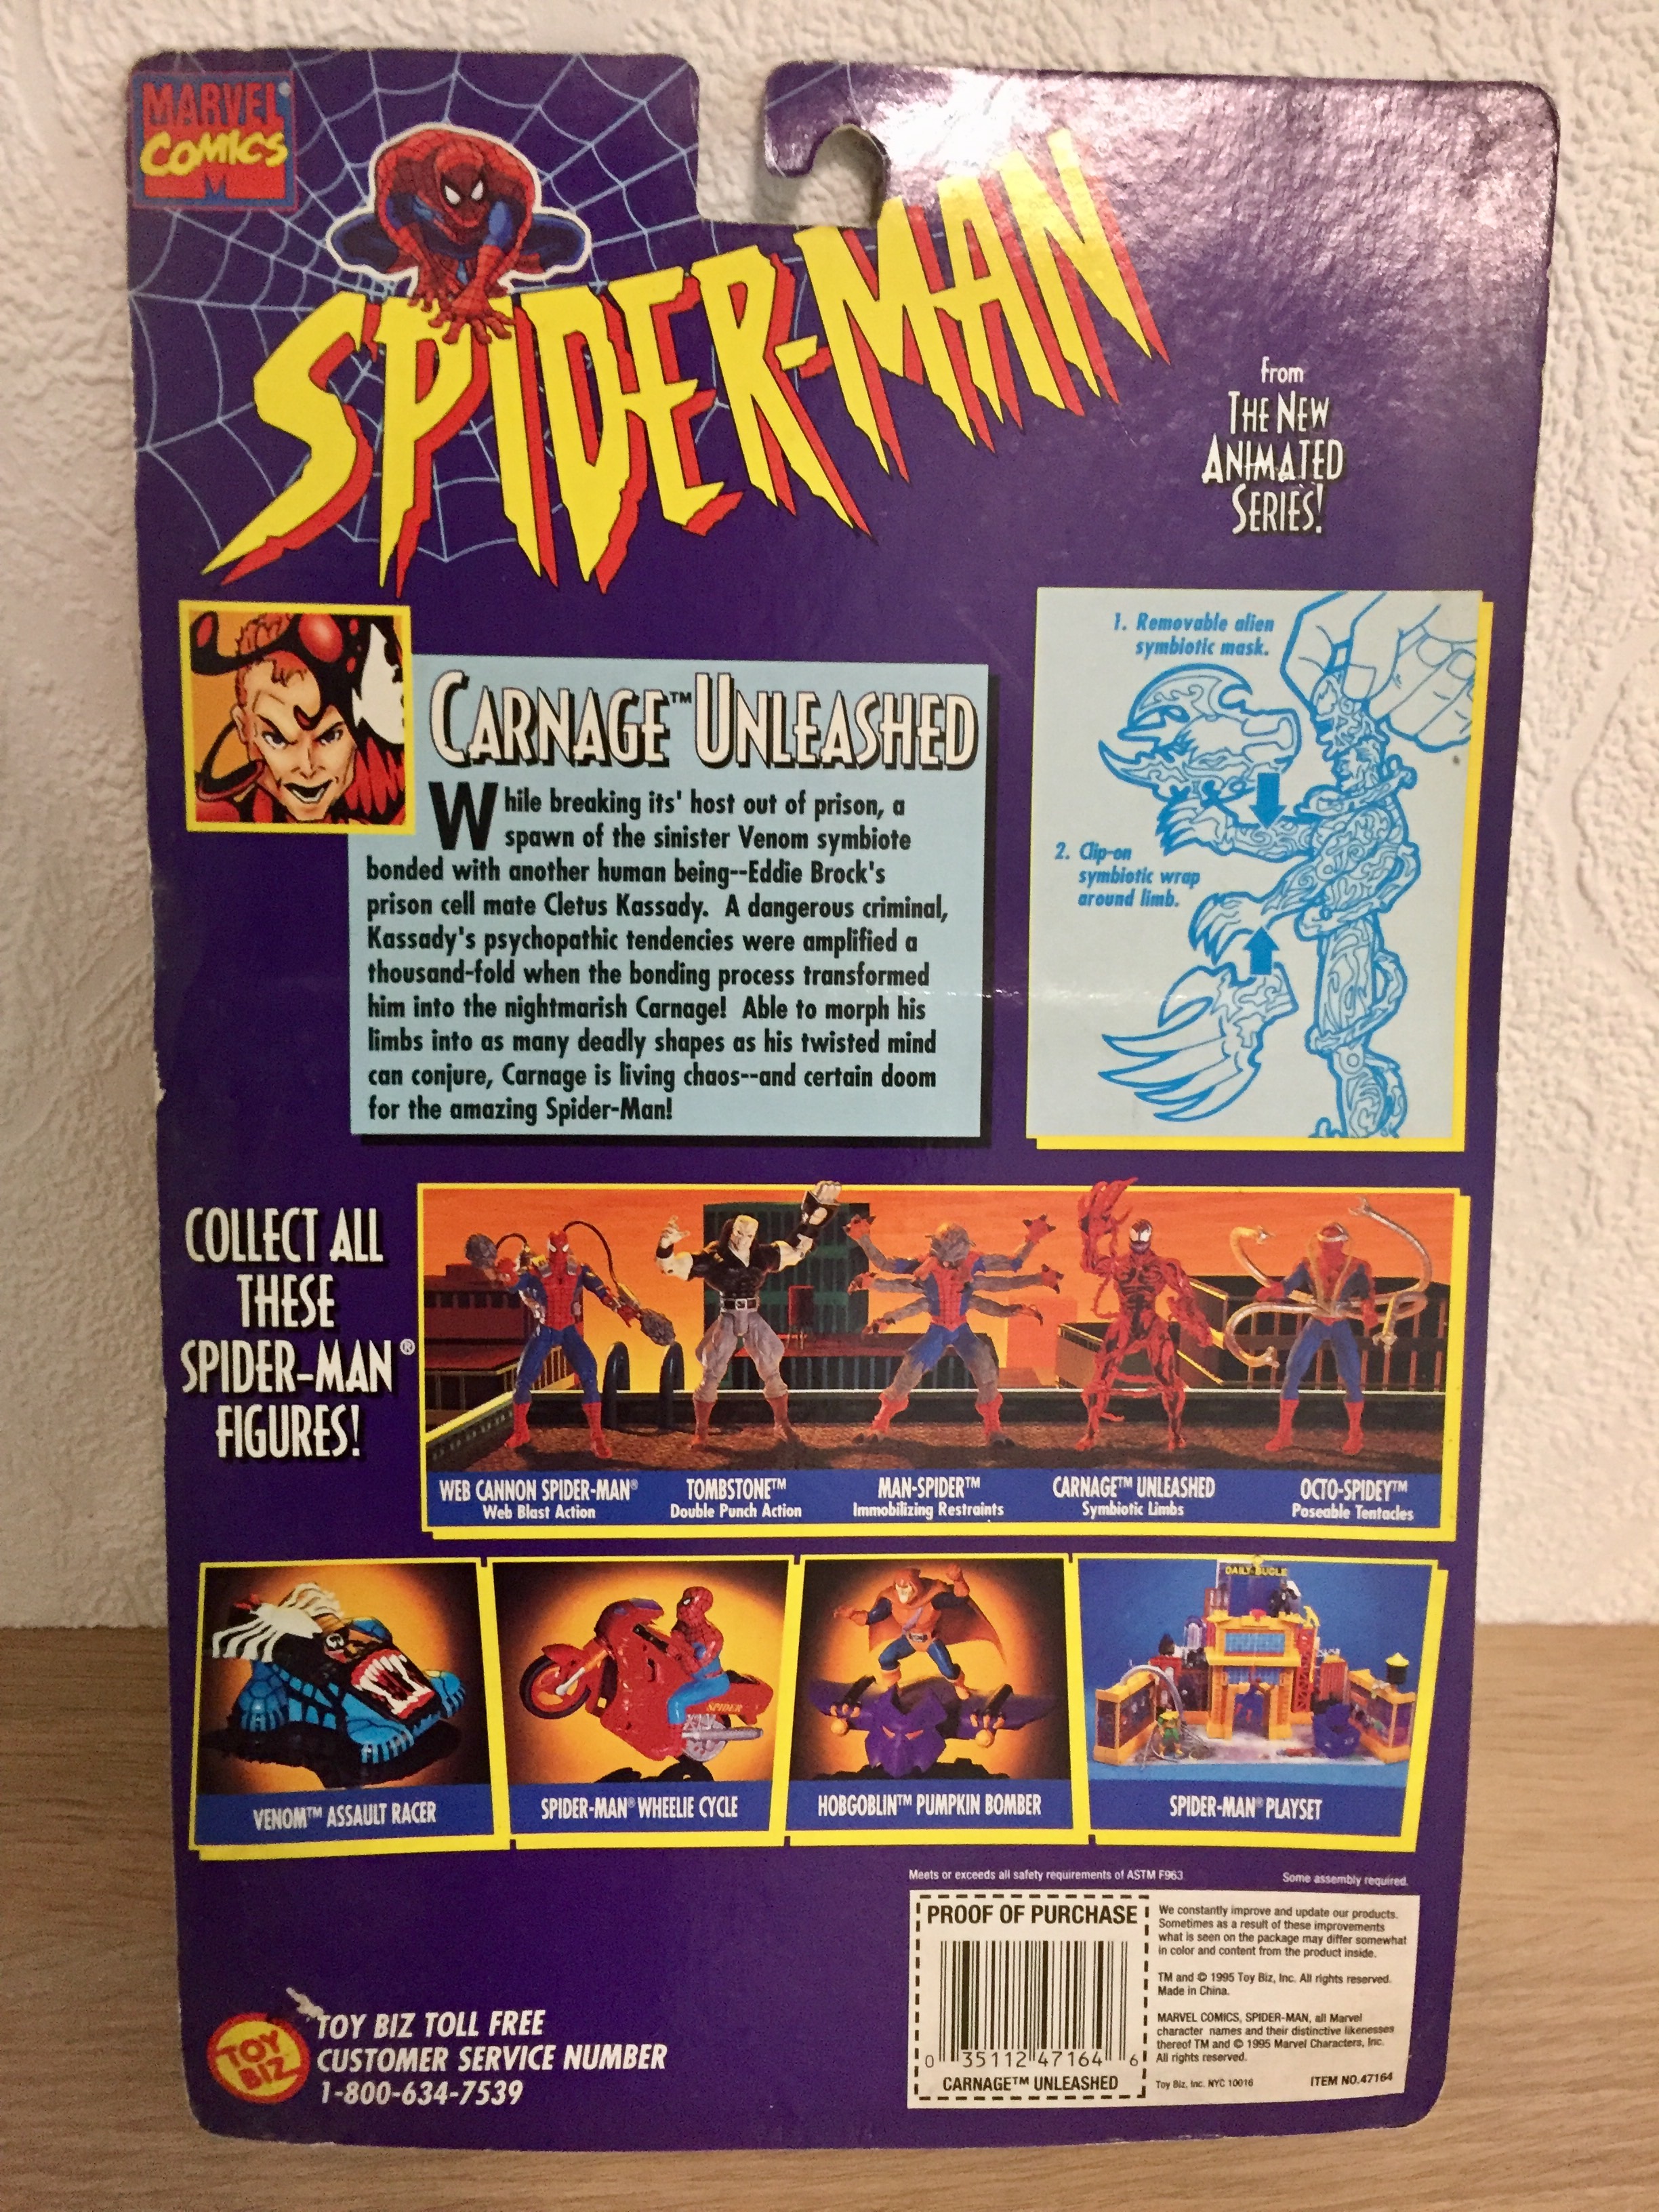 MARVEL
COMICS
M
SPIDER-MAN
from
THE NEW
ANIMATED
SERIES!
CARNAGE™ UNLEASHED
While breaking its' host out of prison, a
spawn of the sinister Venom symbiote
bonded with another human being--Eddie Brock's
prison cell mate Cletus Kassady. A dangerous criminal,
Kassady's psychopathic tendencies were amplified a
thousand-fold when the bonding process transformed
him into the nightmarish Carnage! Able to morph his
limbs into as many deadly shapes as his twisted mind
can conjure, Carnage is living chaos--and certain doom
for the amazing Spider-Man!
1. Removable alien
symbiotic mask.
2. Clip-on
symbiotic wrap
around limb.
COLLECT ALL
THESE
SPIDER-MAN®
FIGURES!
WEB CANNON SPIDER-MAN®
Web Blast Action
TOMBSTONE™
Double Punch Action
MAN-SPIDER™
Immobilizing Restraints
CARNAGE™ UNLEASHED
Symbiotic Limbs
OCTO-SPIDEY™
Poseable Tentacles
SPIDER
DAILY BUGLE
VENOM™ ASSAULT RACER
SPIDER-MAN® WHEELIE CYCLE
HOBGOBLIN™ PUMPKIN BOMBER
SPIDER-MAN® PLAYSET
Meets or exceeds all safety requirements of ASTM F963.
Some assembly required.
PROOF OF PURCHASE
0 35112 47164 6
CARNAGE™ UNLEASHED
We constantly improve and update our products.
Sometimes as a result of these improvements
what is seen on the package may differ somewhat
in color and content from the product inside.
TM and © 1995 Toy Biz, Inc. All rights reserved.
Made in China.
MARVEL COMICS, SPIDER-MAN, all Marvel
character names and their distinctive likenesses
thereof TM and © 1995 Marvel Characters, Inc.
All rights reserved.
Toy Biz, Inc. NYC 10016
ITEM NO.47164
TOY
BIZ
TOY BIZ TOLL FREE
CUSTOMER SERVICE NUMBER
1-800-634-7539